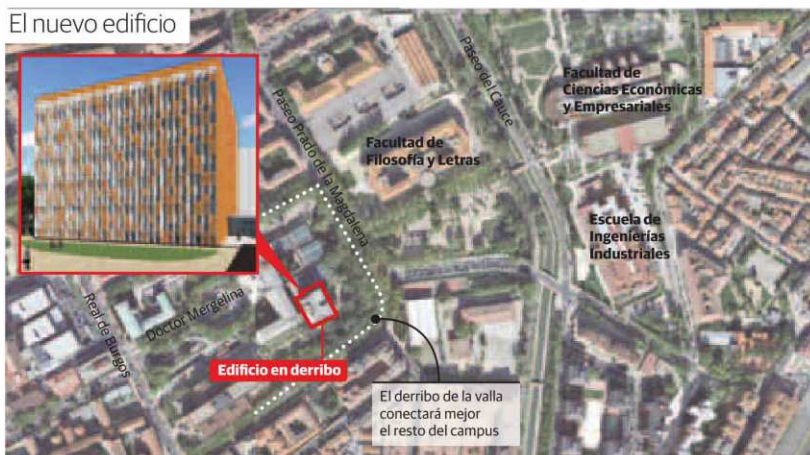 El nuevo edificio
Paseo Prado de la Magdalena
Paseo del Cauce
Facultad de
Ciencias Económicas
y Empresariales
Facultad de
Filosofía y Letras
Escuela de
Ingenierías
Industriales
Real de Burgos
Doctor Mergelina
Edificio en derribo
El derribo de la valla
conectará mejor
el resto del campus